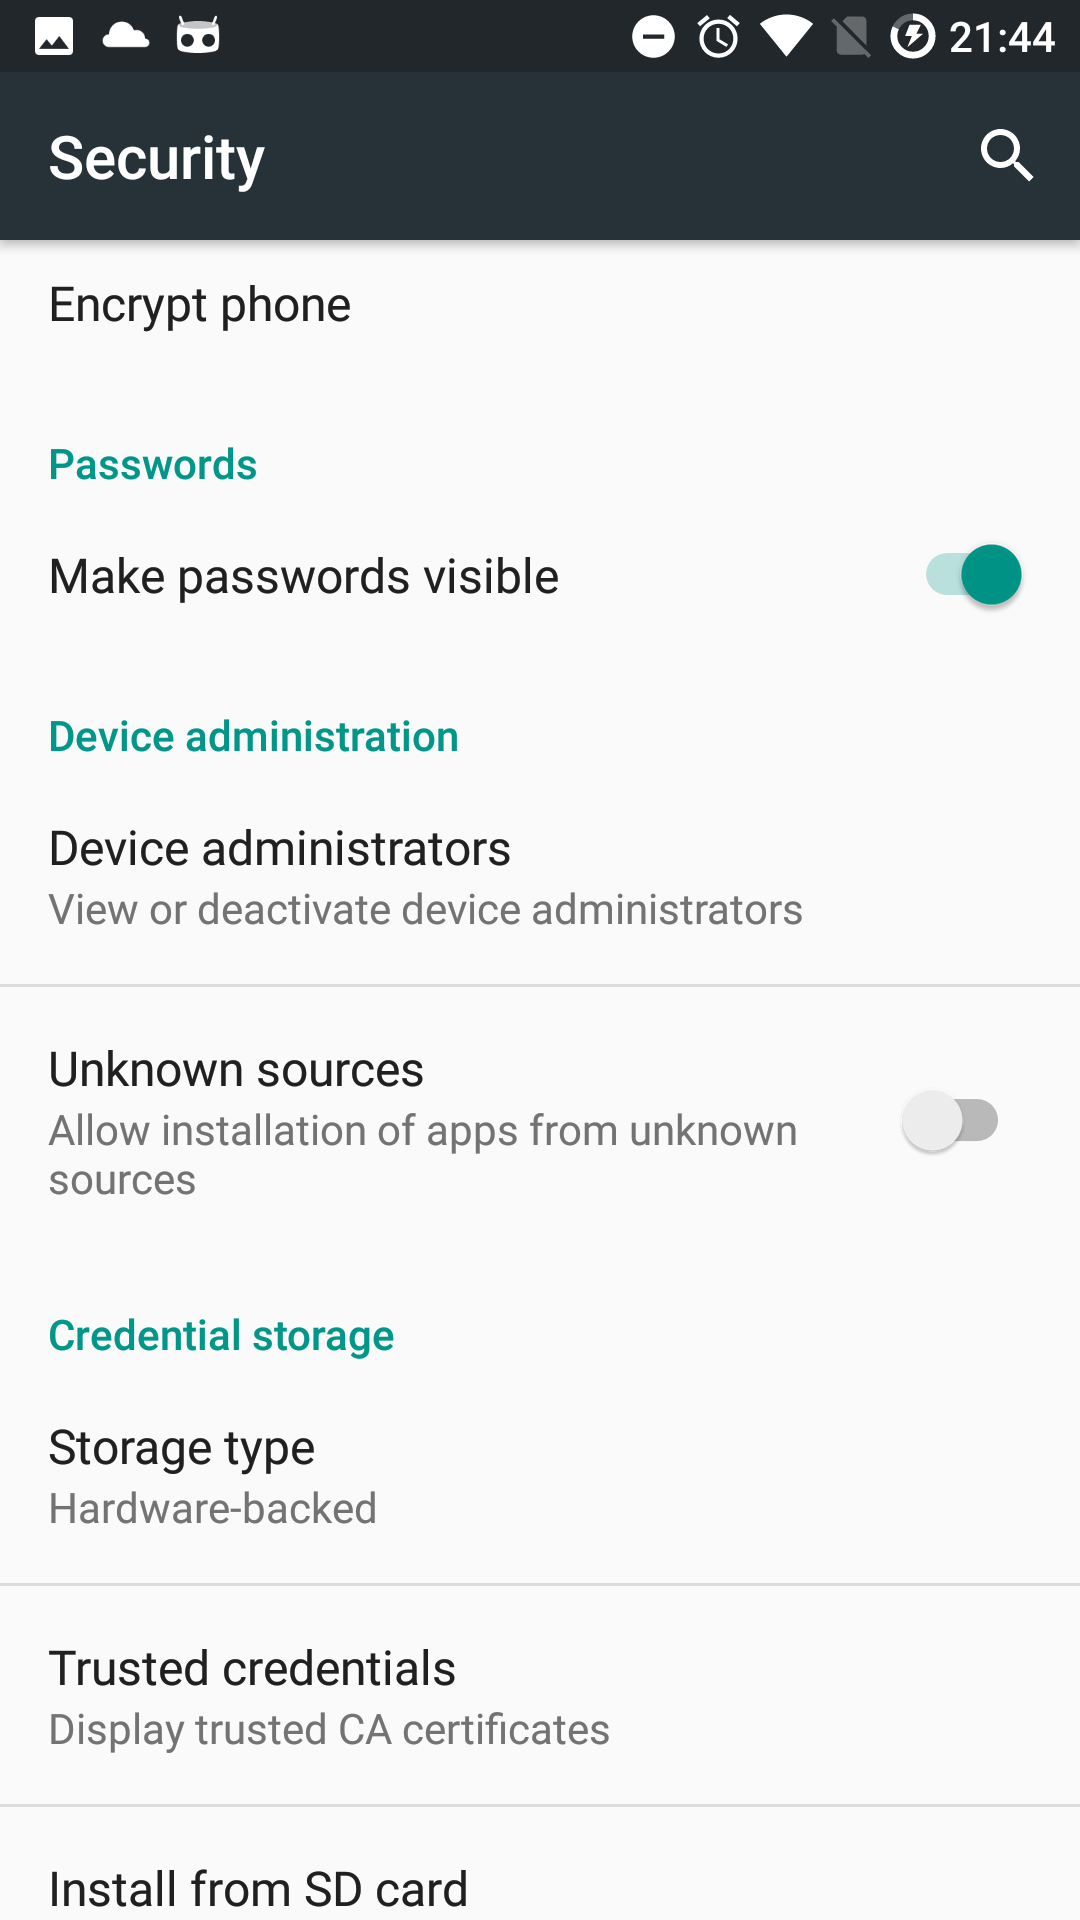 21:44
Security
Encrypt phone
Passwords
Make passwords visible
Device administration
Device administrators
View or deactivate device administrators
Unknown sources
Allow installation of apps from unknown
sources
Credential storage
Storage type
Hardware-backed
Trusted credentials
Display trusted CA certificates
Install from SD card